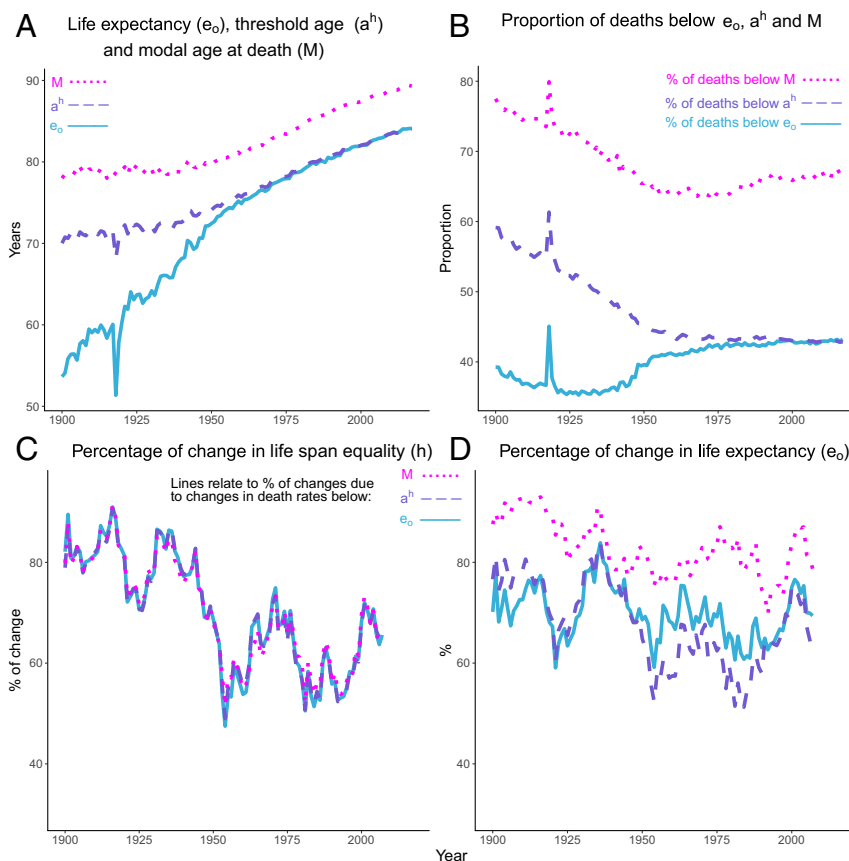 A
Life expectancy (eo), threshold age (a^h)
and modal age at death (M)
90
80
70
60
50
Years
M
a^h
eo
1900
1925
1950
1975
2000
B
Proportion of deaths below eo, a^h and M
80
70
60
50
40
Proportion
% of deaths below M
% of deaths below a^h
% of deaths below eo
1900
1925
1950
1975
2000
C
Percentage of change in life span equality (h)
Lines relate to % of changes due
to changes in death rates below:
M
a^h
eo
80
60
40
% of change
1900
1925
1950
1975
2000
D
Percentage of change in life expectancy (eo)
80
60
40
%
1900
1925
1950
1975
2000
Year